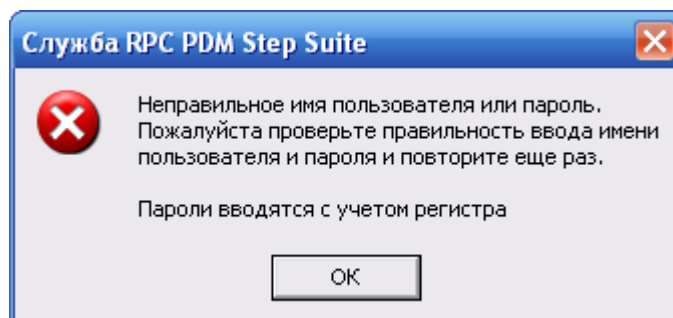 Служба RPC PDM Step Suite
Неправильное имя пользователя или пароль.
Пожалуйста проверьте правильность ввода имени
пользователя и пароля и повторите еще раз.
Пароли вводятся с учетом регистра
ОК